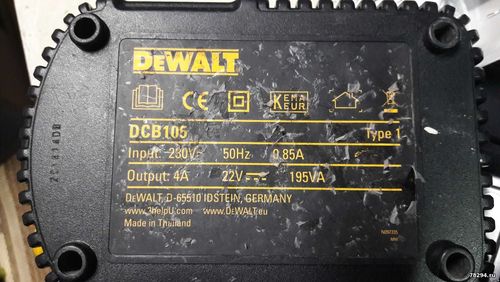 DEWALT
CE KEMA EUR
DCB105 Type 1
Input: 230V~ 50Hz 0.85A
Output: 4A 22V 195VA
DEWALT, D-65510 IDSTEIN, GERMANY
www.2helpU.com www.DEWALT.eu
Made in Thailand
78294.ru